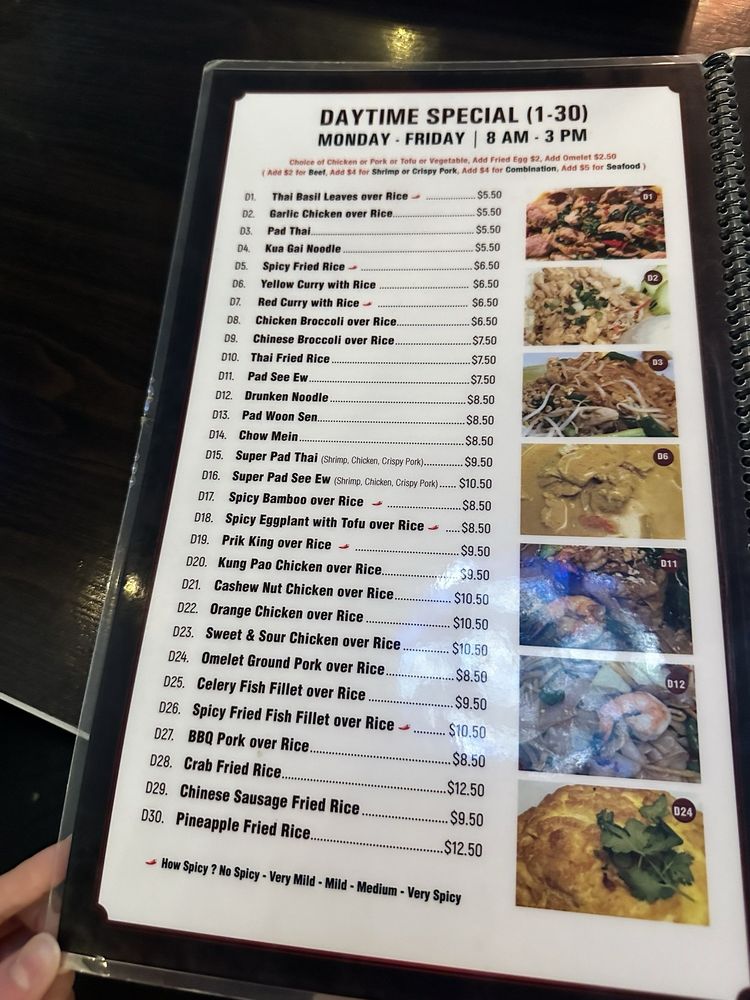 DAYTIME SPECIAL (1-30)
MONDAY - FRIDAY | 8 AM - 3 PM
Choice of Chicken or Pork or Tofu or Vegetable, Add Fried Egg $2, Add Omelet $2.50
( Add $2 for Beef, Add $4 for Shrimp or Crispy Pork, Add $4 for Combination, Add $5 for Seafood )
D1. Thai Basil Leaves over Rice $5.50
D2. Garlic Chicken over Rice $5.50
D3. Pad Thai $5.50
D4. Kua Gai Noodle $5.50
D5. Spicy Fried Rice $6.50
D6. Yellow Curry with Rice $6.50
D7. Red Curry with Rice $6.50
D8. Chicken Broccoli over Rice $6.50
D9. Chinese Broccoli over Rice $7.50
D10. Thai Fried Rice $7.50
D11. Pad See Ew $7.50
D12. Drunken Noodle $8.50
D13. Pad Woon Sen $8.50
D14. Chow Mein $8.50
D15. Super Pad Thai (Shrimp, Chicken, Crispy Pork) $9.50
D16. Super Pad See Ew (Shrimp, Chicken, Crispy Pork) $10.50
D17. Spicy Bamboo over Rice $8.50
D18. Spicy Eggplant with Tofu over Rice $8.50
D19. Prik King over Rice $9.50
D20. Kung Pao Chicken over Rice $9.50
D21. Cashew Nut Chicken over Rice $10.50
D22. Orange Chicken over Rice $10.50
D23. Sweet & Sour Chicken over Rice $10.50
D24. Omelet Ground Pork over Rice $8.50
D25. Celery Fish Fillet over Rice $9.50
D26. Spicy Fried Fish Fillet over Rice $10.50
D27. BBQ Pork over Rice $8.50
D28. Crab Fried Rice $12.50
D29. Chinese Sausage Fried Rice $9.50
D30. Pineapple Fried Rice $12.50
How Spicy ? No Spicy - Very Mild - Mild - Medium - Very Spicy
D1
D2
D3
D6
D11
D12
D24